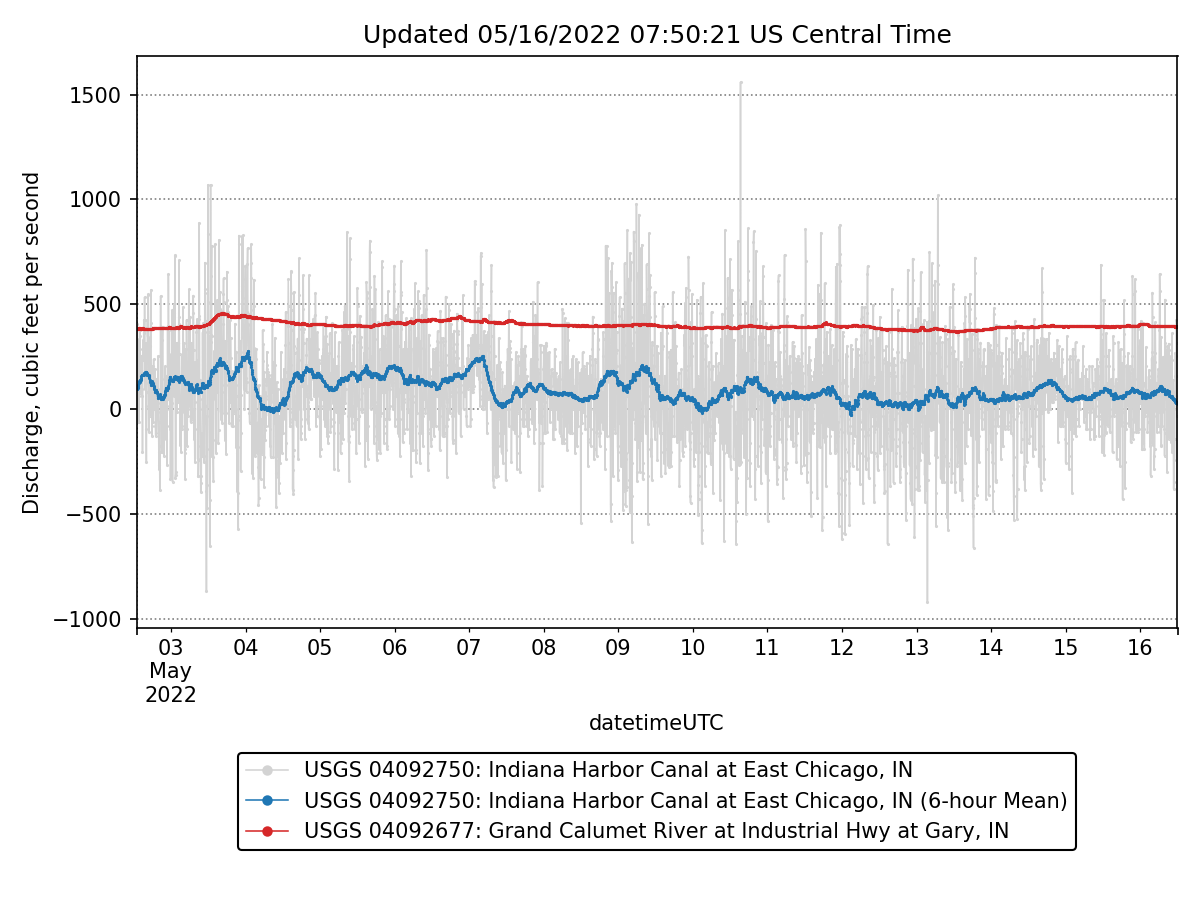 Updated 05/16/2022 07:50:21 US Central Time
Discharge, cubic feet per second
1500
1000
500
0
−500
−1000
03 04 05 06 07 08 09 10 11 12 13 14 15 16
May
2022
datetimeUTC
USGS 04092750: Indiana Harbor Canal at East Chicago, IN
USGS 04092750: Indiana Harbor Canal at East Chicago, IN (6-hour Mean)
USGS 04092677: Grand Calumet River at Industrial Hwy at Gary, IN